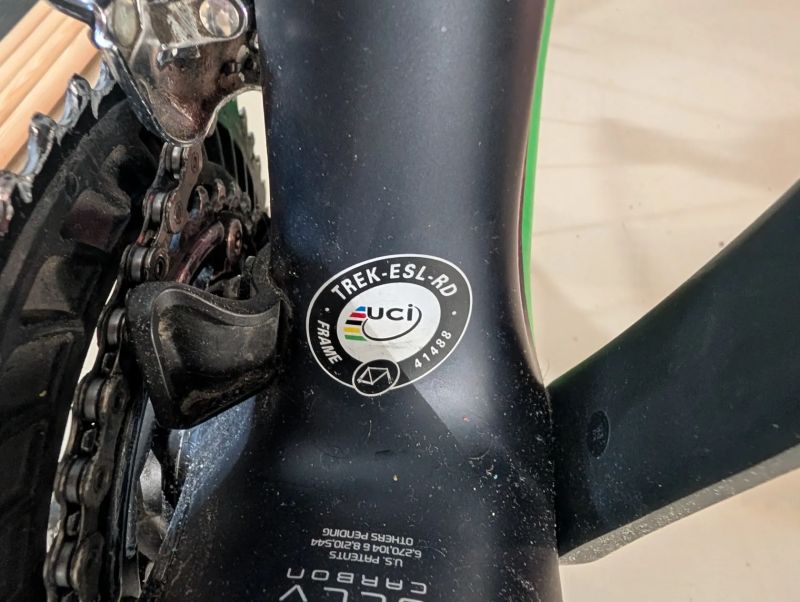 TREK-ESL-RD
UCi
FRAME
41488
U.S. PATENTS
6,270,104 & 8,210,544
OTHERS PENDING
CARBON